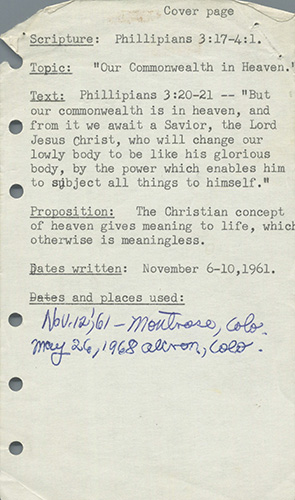 Cover page
Scripture: Phillipians 3:17-4:1.
Topic: "Our Commonwealth in Heaven."
Text: Phillipians 3:20-21 -- "But
our commonwealth is in heaven, and
from it we await a Savior, the Lord
Jesus Christ, who will change our
lowly body to be like his glorious
body, by the power which enables him
to subject all things to himself."
Proposition: The Christian concept
of heaven gives meaning to life, which
otherwise is meaningless.
Dates written: November 6-10,1961.
Dates and places used:
Nov. 12, '61 - Montrose, Colo.
May 26, 1968 Akron, Colo.